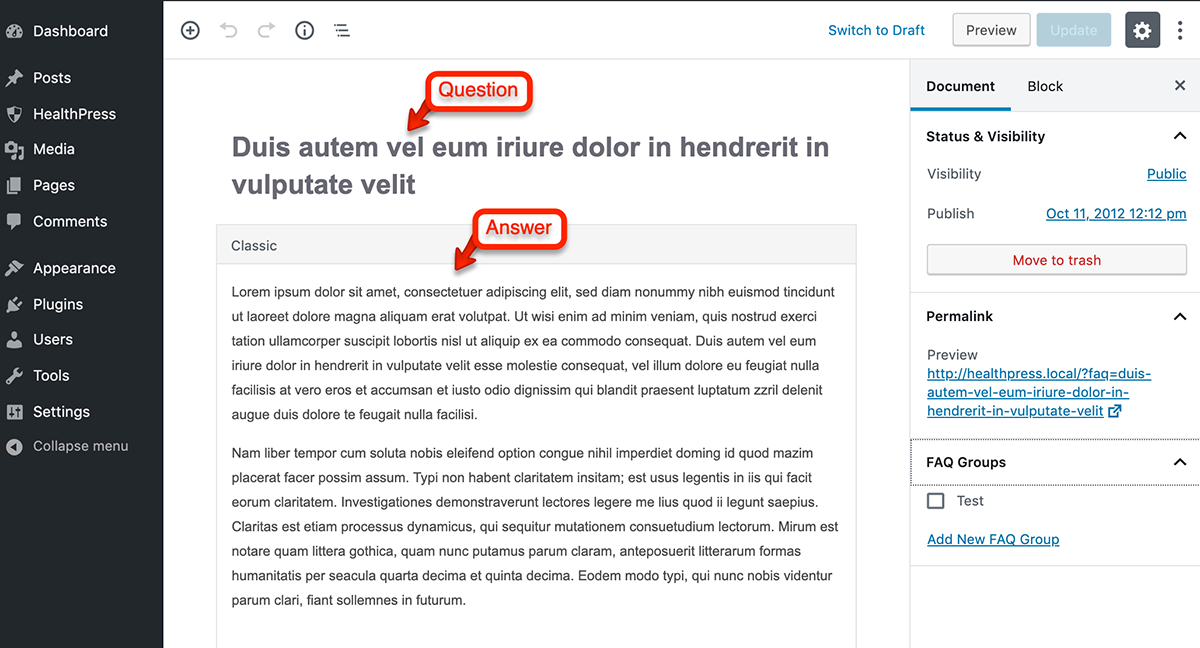 Dashboard
Posts
HealthPress
Media
Pages
Comments
Appearance
Plugins
Users
Tools
Settings
Collapse menu
Switch to Draft
Preview
Update
Question
Duis autem vel eum iriure dolor in hendrerit in
vulputate velit
Answer
Classic
Lorem ipsum dolor sit amet, consectetuer adipiscing elit, sed diam nonummy nibh euismod tincidunt
ut laoreet dolore magna aliquam erat volutpat. Ut wisi enim ad minim veniam, quis nostrud exerci
tation ullamcorper suscipit lobortis nisl ut aliquip ex ea commodo consequat. Duis autem vel eum
iriure dolor in hendrerit in vulputate velit esse molestie consequat, vel illum dolore eu feugiat nulla
facilisis at vero eros et accumsan et iusto odio dignissim qui blandit praesent luptatum zzril delenit
augue duis dolore te feugait nulla facilisi.
Nam liber tempor cum soluta nobis eleifend option congue nihil imperdiet doming id quod mazim
placerat facer possim assum. Typi non habent claritatem insitam; est usus legentis in iis qui facit
eorum claritatem. Investigationes demonstraverunt lectores legere me lius quod ii legunt saepius.
Claritas est etiam processus dynamicus, qui sequitur mutationem consuetudium lectorum. Mirum est
notare quam littera gothica, quam nunc putamus parum claram, anteposuerit litterarum formas
humanitatis per seacula quarta decima et quinta decima. Eodem modo typi, qui nunc nobis videntur
parum clari, fiant sollemnes in futurum.
Document
Block
Status & Visibility
Visibility
Public
Publish
Oct 11, 2012 12:12 pm
Move to trash
Permalink
Preview
http://healthpress.local/?faq=duis-
autem-vel-eum-iriure-dolor-in-
hendrerit-in-vulputate-velit
FAQ Groups
Test
Add New FAQ Group